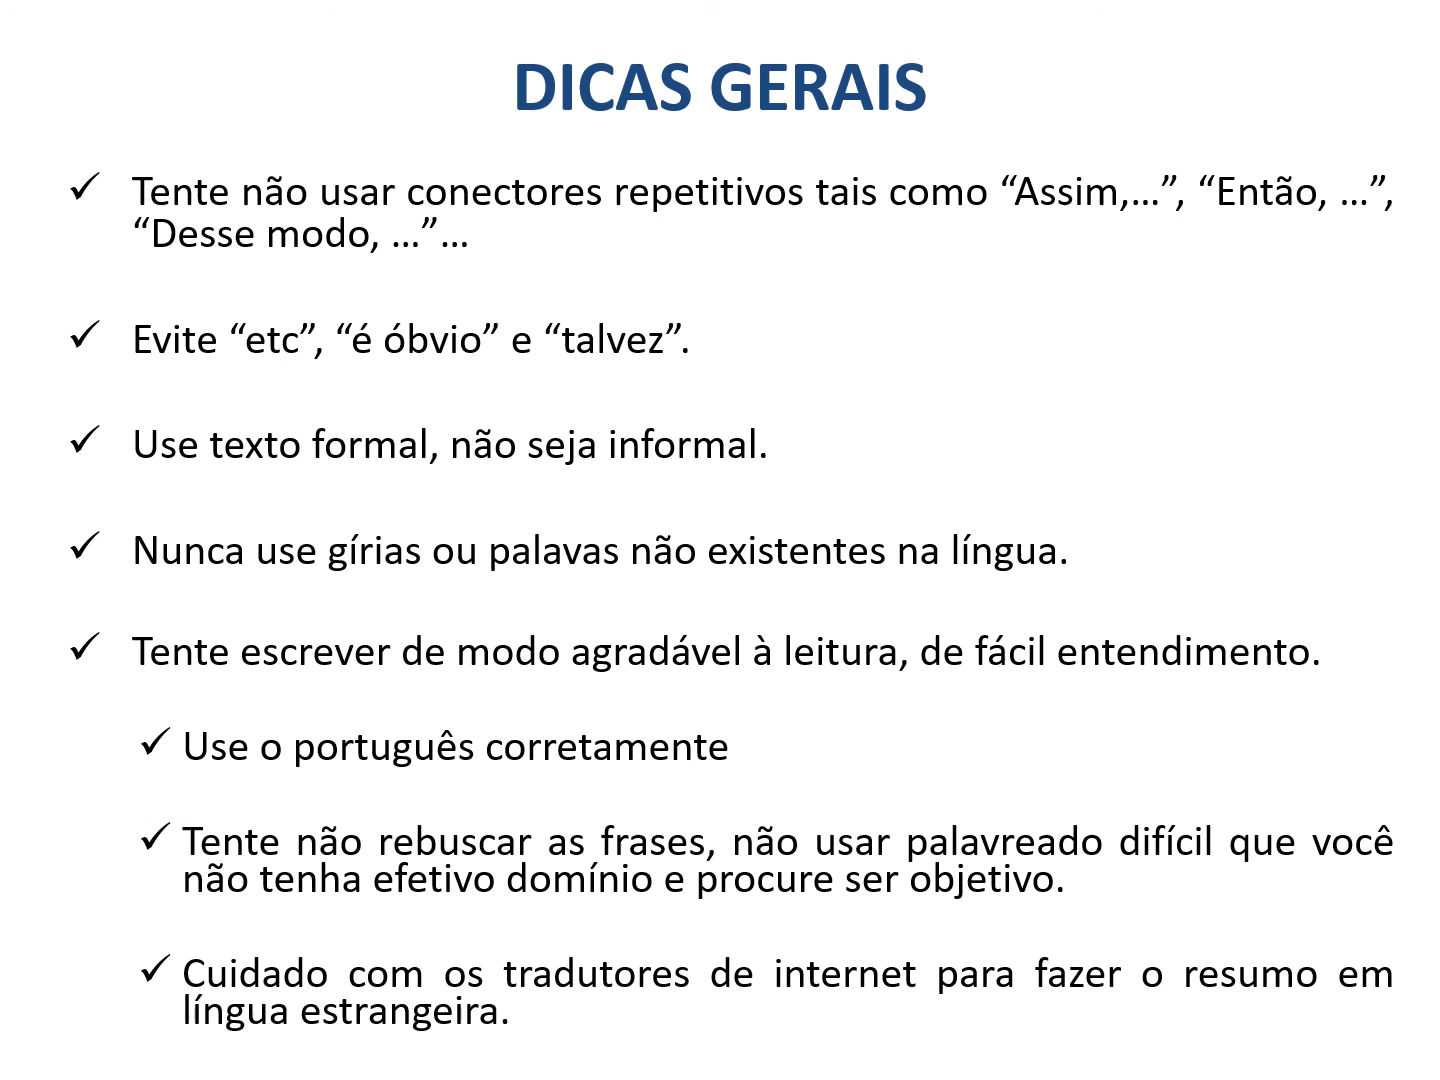 DICAS GERAIS
✓ Tente não usar conectores repetitivos tais como “Assim,…”, “Então, …”,
“Desse modo, …”…
✓ Evite “etc”, “é óbvio” e “talvez”.
✓ Use texto formal, não seja informal.
✓ Nunca use gírias ou palavas não existentes na língua.
✓ Tente escrever de modo agradável à leitura, de fácil entendimento.
✓ Use o português corretamente
✓ Tente não rebuscar as frases, não usar palavreado difícil que você
não tenha efetivo domínio e procure ser objetivo.
✓ Cuidado com os tradutores de internet para fazer o resumo em
língua estrangeira.